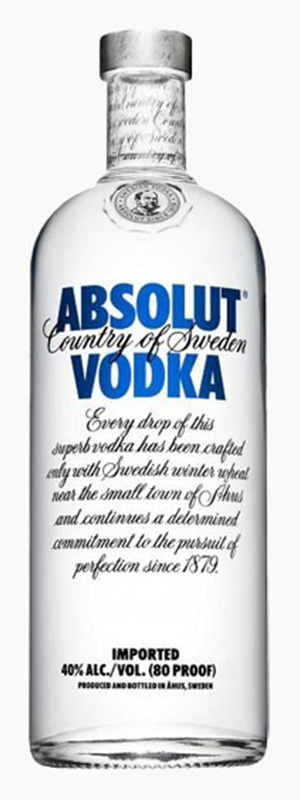 ABSOLUT®
Country of Sweden
VODKA
Every drop of this
superb vodka has been crafted
only with Swedish winter wheat
near the small town of Åhus
and continues a determined
commitment to the pursuit of
perfection since 1879.
IMPORTED
40% ALC./VOL. (80 PROOF)
PRODUCED AND BOTTLED IN ÅHUS, SWEDEN